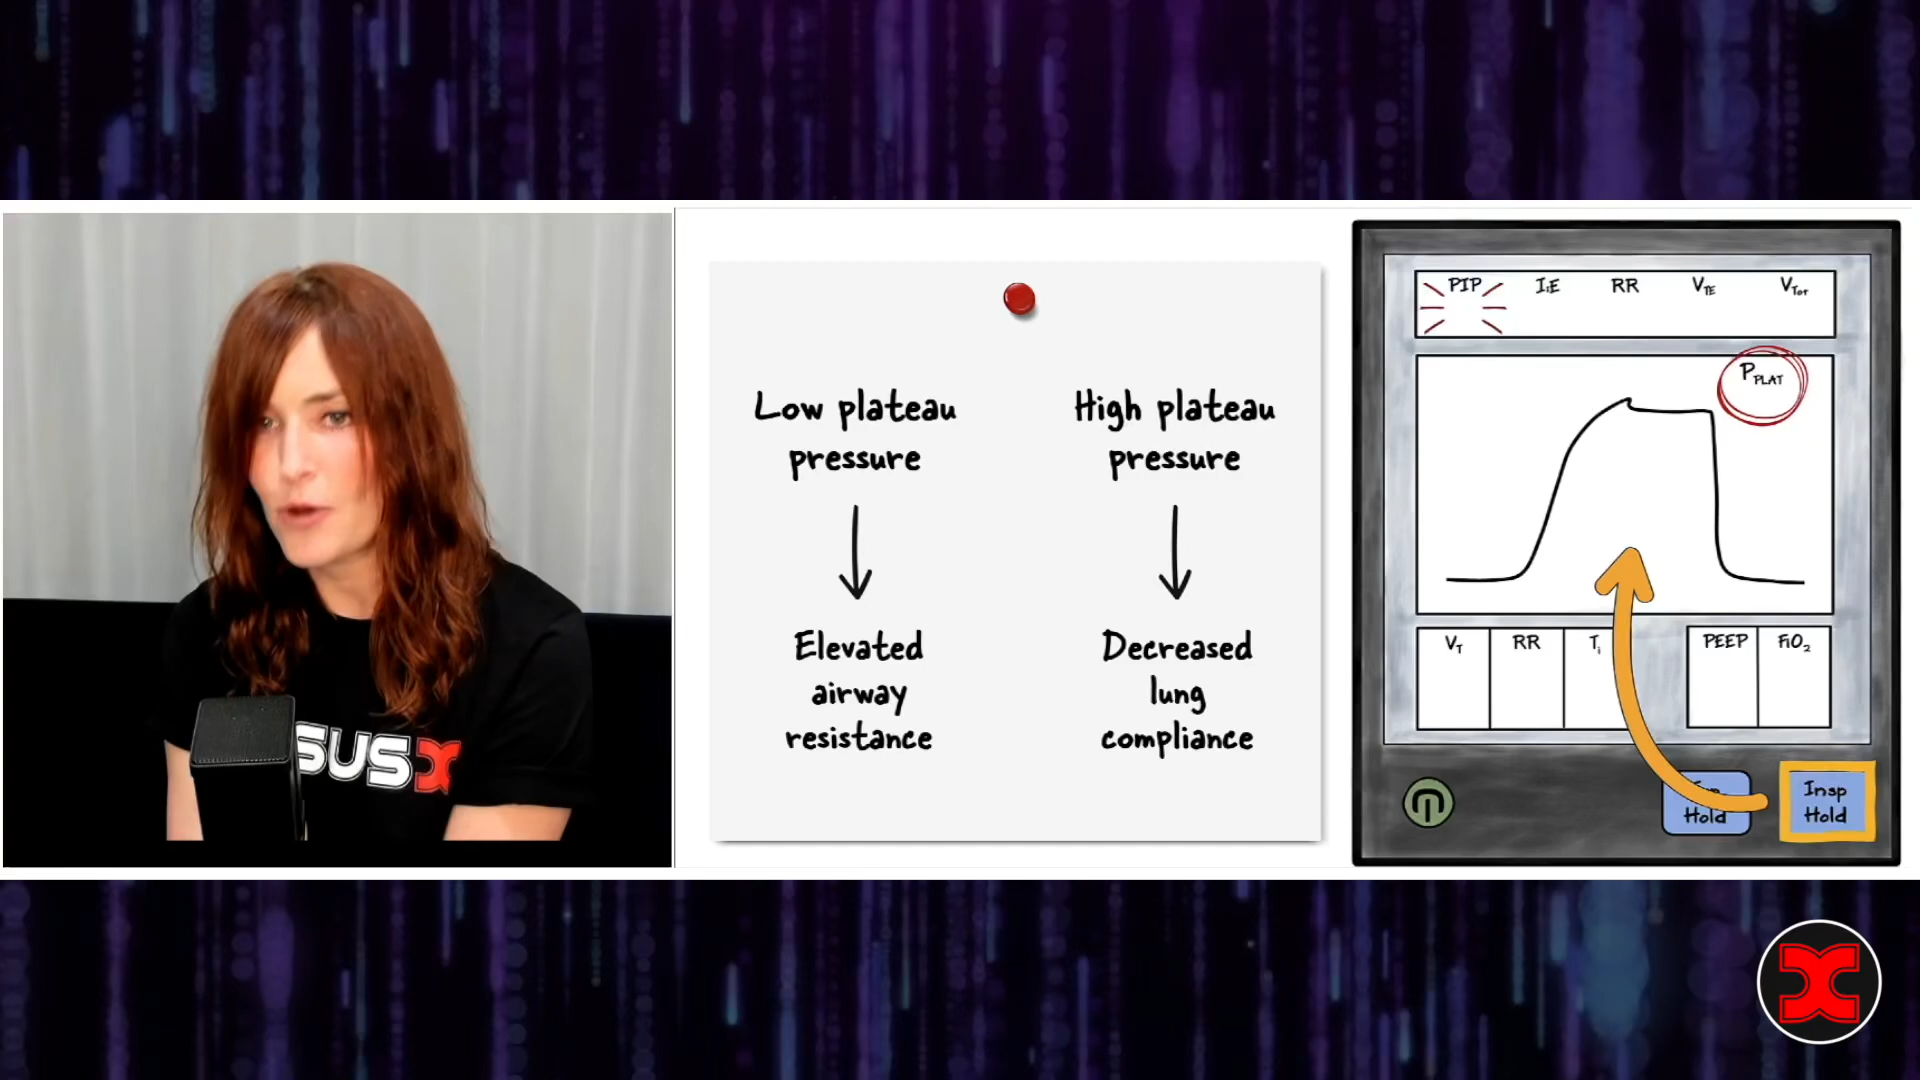 SUSX
Low plateau
pressure
Elevated
airway
resistance
High plateau
pressure
Decreased
lung
compliance
PIP
I:E
RR
VTE
VTot
PPLAT
VT
RR
Ti
PEEP
FiO2
Hold
Insp
Hold